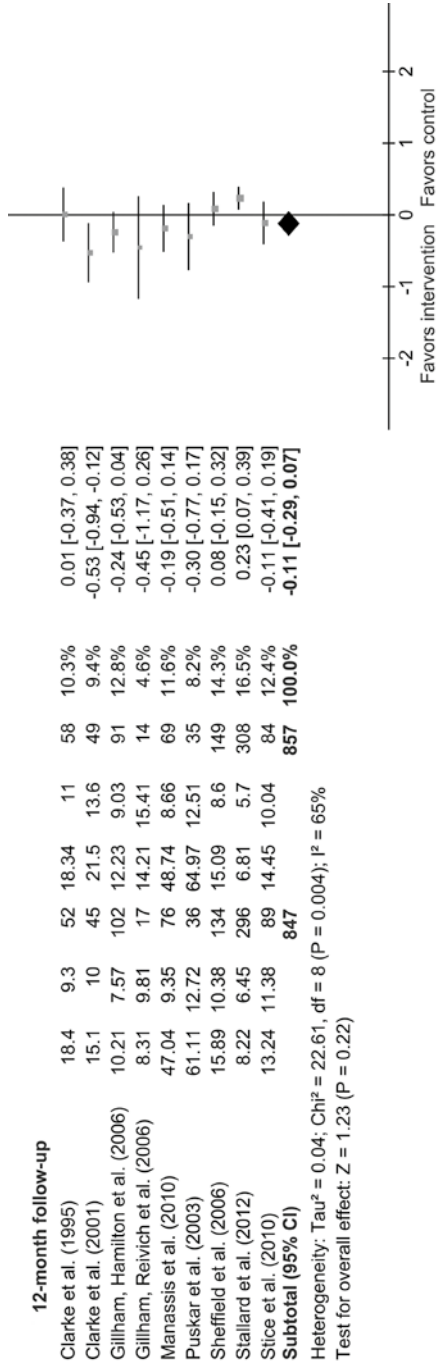 12-month follow-up
Clarke et al. (1995) 18.4 9.3 52 18.34 11 58 10.3% 0.01 [-0.37, 0.38]
Clarke et al. (2001) 15.1 10 45 21.5 13.6 49 9.4% -0.53 [-0.94, -0.12]
Gillham, Hamilton et al. (2006) 10.21 7.57 102 12.23 9.03 91 12.8% -0.24 [-0.53, 0.04]
Gillham, Reivich et al. (2006) 8.31 9.81 17 14.21 15.41 14 4.6% -0.45 [-1.17, 0.26]
Manassis et al. (2010) 47.04 9.35 76 48.74 8.66 69 11.6% -0.19 [-0.51, 0.14]
Puskar et al. (2003) 61.11 12.72 36 64.97 12.51 35 8.2% -0.30 [-0.77, 0.17]
Sheffield et al. (2006) 15.89 10.38 134 15.09 8.6 149 14.3% 0.08 [-0.15, 0.32]
Stallard et al. (2012) 8.22 6.45 296 6.81 5.7 308 16.5% 0.23 [0.07, 0.39]
Stice et al. (2010) 13.24 11.38 89 14.45 10.04 84 12.4% -0.11 [-0.41, 0.19]
Subtotal (95% CI) 847 857 100.0% -0.11 [-0.29, 0.07]
Heterogeneity: Tau² = 0.04; Chi² = 22.61, df = 8 (P = 0.004); I² = 65%
Test for overall effect: Z = 1.23 (P = 0.22)
-2 -1 0 1 2
Favors intervention Favors control